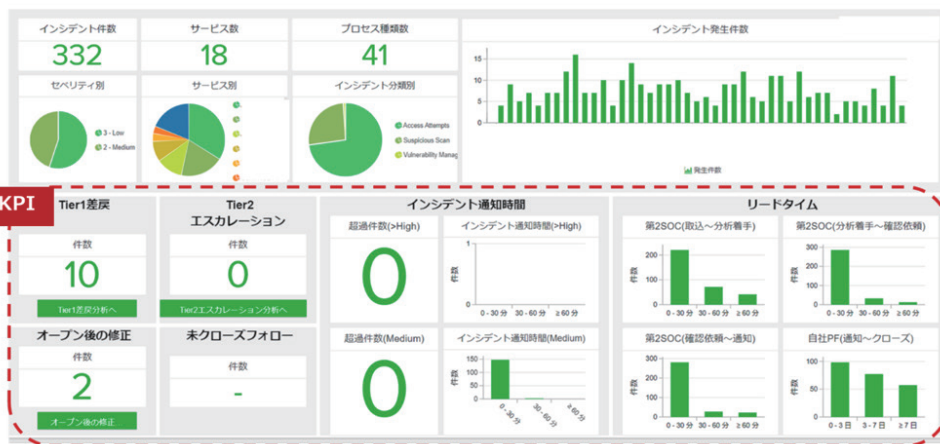 インシデント件数
332
サービス数
18
プロセス種類数
41
インシデント発生件数
15
10
5
0
発生件数
セベリティ別
3 - Low
2 - Medium
サービス別
インシデント分類別
Access Attempts
Suspicious Scan
Vulnerability Manag
KPI
Tier1差戻
件数
10
Tier1差戻分析へ
Tier2
エスカレーション
件数
0
Tier2エスカレーション分析へ
オープン後の修正
件数
2
オープン後の修正
未クローズフォロー
件数
-
インシデント通知時間
超過件数(>High)
0
インシデント通知時間(>High)
1
件数
0
0 - 30 分
30 - 60 分
≥ 60 分
超過件数(Medium)
0
インシデント通知時間(Medium)
150
100
50
0
件数
0 - 30 分
30 - 60 分
≥ 60 分
リードタイム
第2SOC(取込～分析着手)
200
100
0
件数
0 - 30 分
30 - 60 分
≥ 60 分
第2SOC(分析着手～確認依頼)
300
200
100
0
件数
0 - 30 分
30 - 60 分
≥ 60 分
第2SOC(確認依頼～通知)
300
200
100
0
件数
0 - 30 分
30 - 60 分
≥ 60 分
自社PF(通知～クローズ)
100
50
0
件数
0 - 3 日
3 - 7 日
≥ 7 日